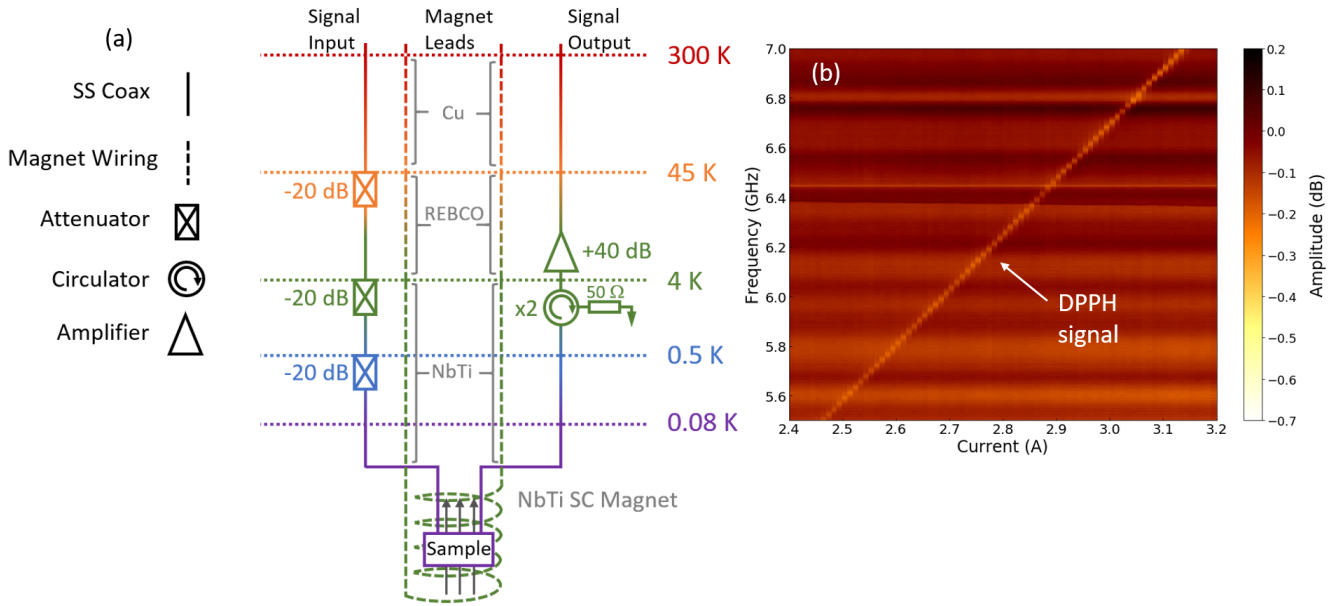 (a)
SS Coax
Magnet Wiring
Attenuator
Circulator
Amplifier
Signal
Input
Magnet
Leads
Signal
Output
300 K
Cu
45 K
-20 dB
REBCO
+40 dB
4 K
-20 dB
x2
50 Ω
0.5 K
-20 dB
NbTi
0.08 K
NbTi SC Magnet
Sample
(b)
DPPH
signal
Frequency (GHz)
7.0
6.8
6.6
6.4
6.2
6.0
5.8
5.6
2.4 2.5 2.6 2.7 2.8 2.9 3.0 3.1 3.2
Current (A)
0.2
0.1
0.0
−0.1
−0.2
−0.3
−0.4
−0.5
−0.6
−0.7
Amplitude (dB)